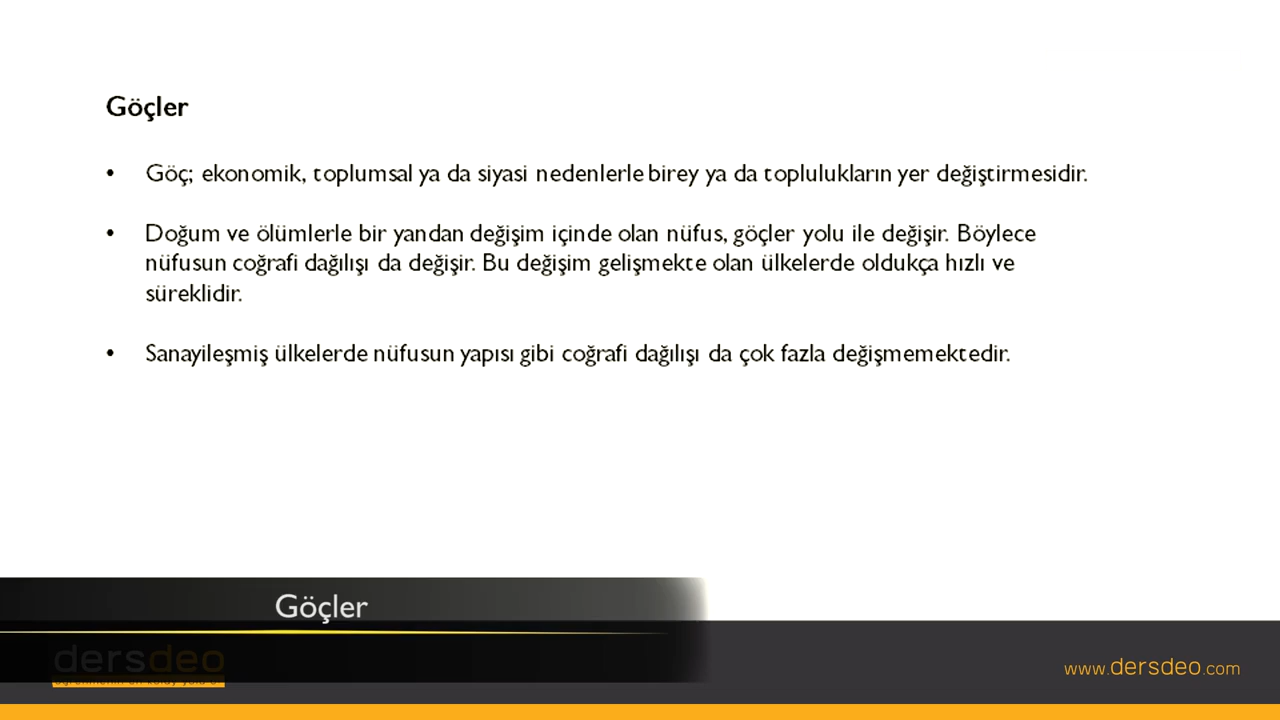 Göçler
• Göç; ekonomik, toplumsal ya da siyasi nedenlerle birey ya da toplulukların yer değiştirmesidir.
• Doğum ve ölümlerle bir yandan değişim içinde olan nüfus, göçler yolu ile değişir. Böylece
nüfusun coğrafi dağılışı da değişir. Bu değişim gelişmekte olan ülkelerde oldukça hızlı ve
süreklidir.
• Sanayileşmiş ülkelerde nüfusun yapısı gibi coğrafi dağılışı da çok fazla değişmemektedir.
Göçler
dersdeo
www.dersdeo.com